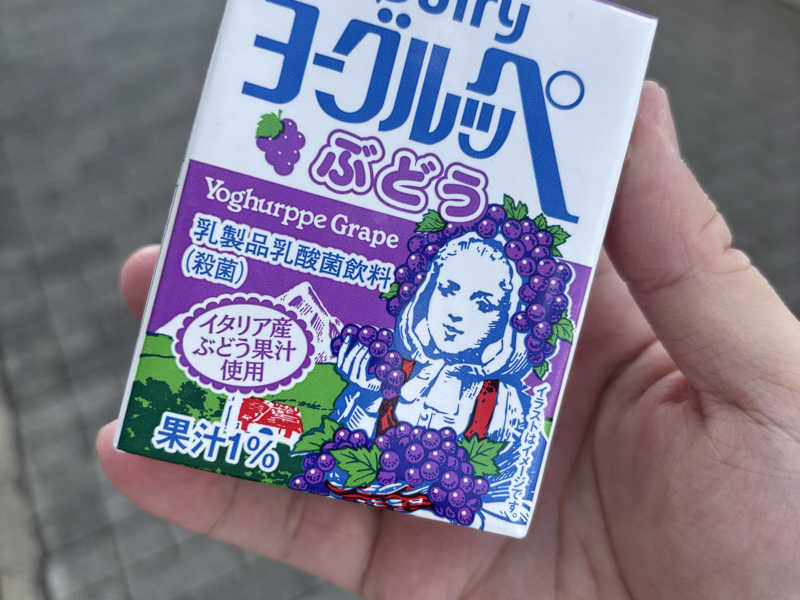 Dairy
ヨーグルッペ
ぶどう
Yoghurppe Grape
乳製品乳酸菌飲料
(殺菌)
イタリア産
ぶどう果汁
使用
果汁1%
イラストはイメージです。